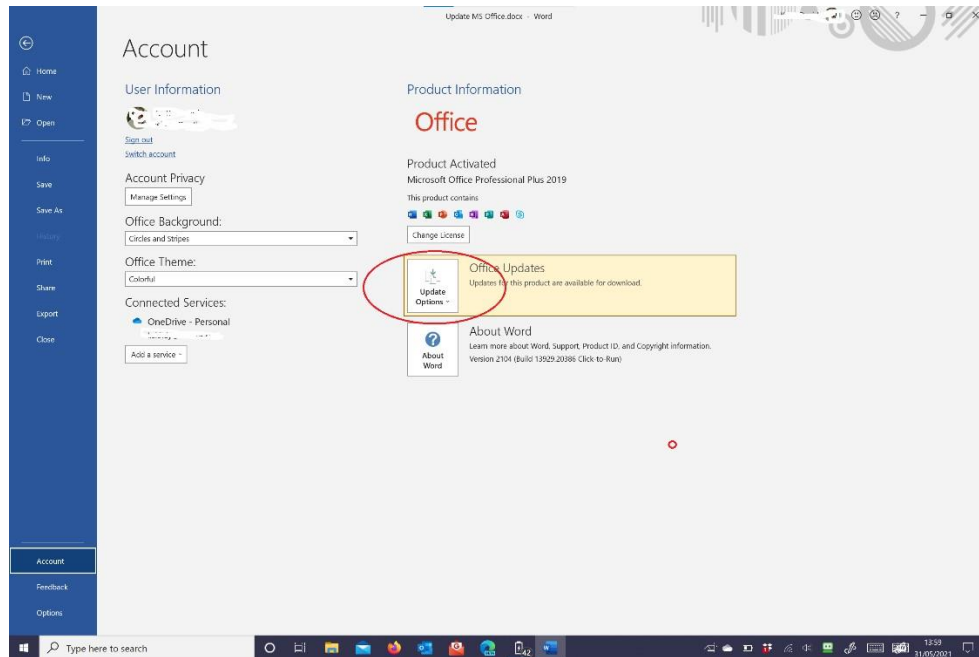 Update MS Office.docx - Word
?
Account
Home
New
Open
Info
Save
Save As
History
Print
Share
Export
Close
Account
Feedback
Options
User Information
Sign out
Switch account
Account Privacy
Manage Settings
Office Background:
Circles and Stripes
Office Theme:
Colorful
Connected Services:
OneDrive - Personal
Add a service
Product Information
Office
Product Activated
Microsoft Office Professional Plus 2019
This product contains
Change License
Update
Options
Office Updates
Updates for this product are available for download.
About
Word
About Word
Learn more about Word, Support, Product ID, and Copyright information.
Version 2104 (Build 13929.20386 Click-to-Run)
Type here to search
42
13:59
31/05/2021